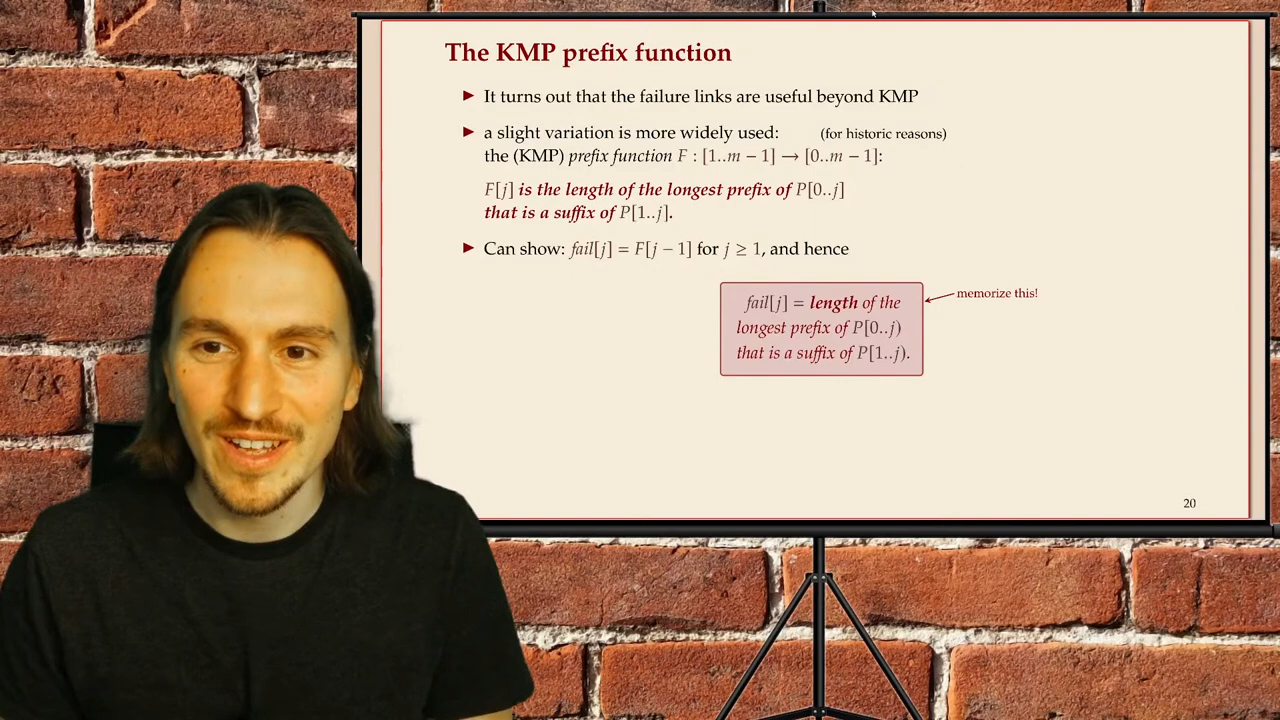 The KMP prefix function
▶ It turns out that the failure links are useful beyond KMP
▶ a slight variation is more widely used: (for historic reasons)
the (KMP) prefix function F : [1..m − 1] → [0..m − 1]:
F[j] is the length of the longest prefix of P[0..j]
that is a suffix of P[1..j].
▶ Can show: fail[j] = F[j − 1] for j ≥ 1, and hence
fail[j] = length of the
longest prefix of P[0..j)
that is a suffix of P[1..j).
memorize this!
20